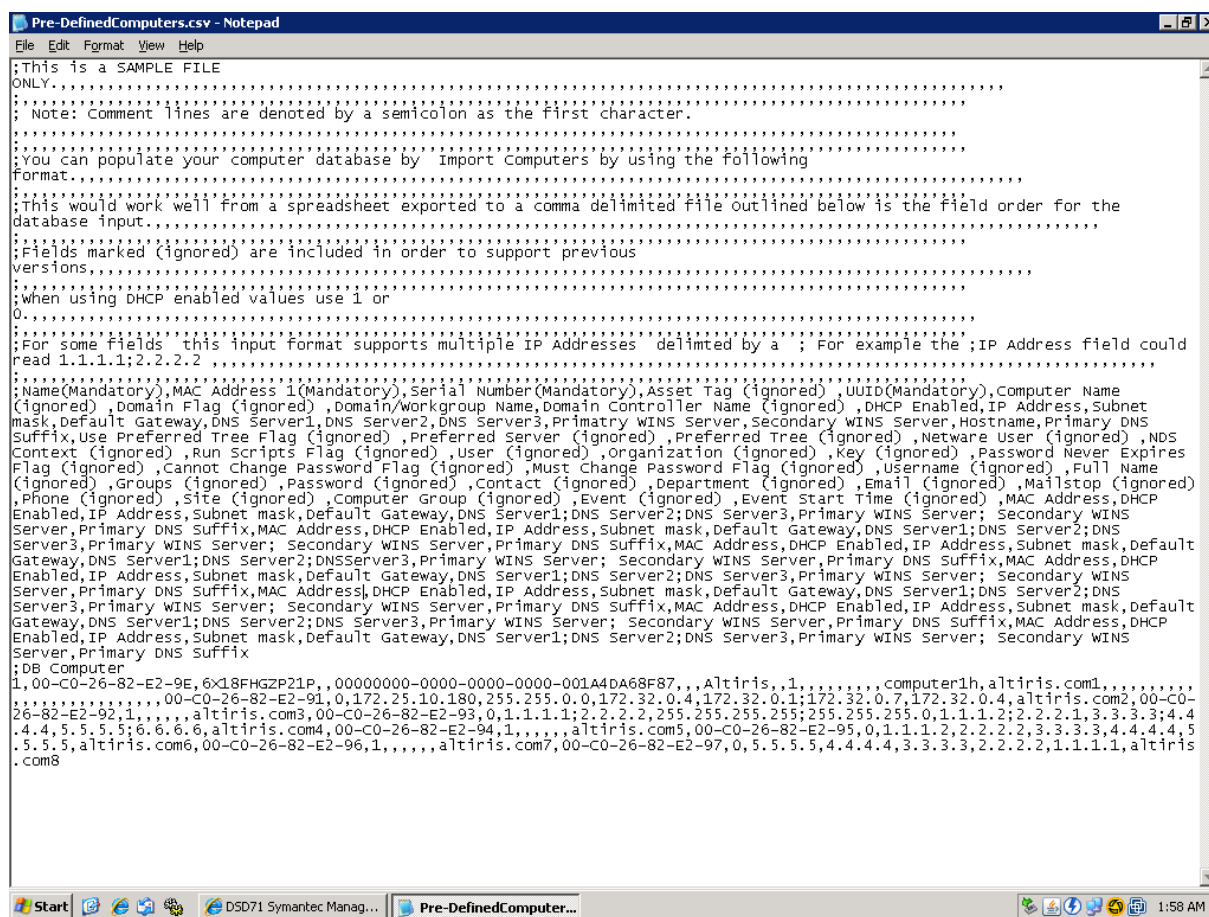 Pre-DefinedComputers.csv - Notepad
File Edit Format View Help
;This is a SAMPLE FILE
ONLY.,,,,,,,,,,,,,,,,,,,,,,,,,,,,,,,,,,,,,,,,,,,,,,,,,,,,,,,,,,,,,,,,,,,,,,,,,,,,,,,,,,,
;,,,,,,,,,,,,,,,,,,,,,,,,,,,,,,,,,,,,,,,,,,,,,,,,,,,,,,,,,,,,,,,,,,,,,,,,,,,,,,,,,,,
; Note: Comment lines are denoted by a semicolon as the first character.
,,,,,,,,,,,,,,,,,,,,,,,,,,,,,,,,,,,,,,,,,,,,,,,,,,,,,,,,,,,,,,,,,,,,,,,,,,,,,,,,,,,
;,,,,,,,,,,,,,,,,,,,,,,,,,,,,,,,,,,,,,,,,,,,,,,,,,,,,,,,,,,,,,,,,,,,,,,,,,,,,,,,,,,,
;You can populate your computer database by  Import Computers by using the following
format.,,,,,,,,,,,,,,,,,,,,,,,,,,,,,,,,,,,,,,,,,,,,,,,,,,,,,,,,,,,,,,,,,,,,,,,,,,,,,,,,,,,
;,,,,,,,,,,,,,,,,,,,,,,,,,,,,,,,,,,,,,,,,,,,,,,,,,,,,,,,,,,,,,,,,,,,,,,,,,,,,,,,,,,,
;This would work well from a spreadsheet exported to a comma delimited file Outlined below is the field order for the
database input.,,,,,,,,,,,,,,,,,,,,,,,,,,,,,,,,,,,,,,,,,,,,,,,,,,,,,,,,,,,,,,,,,,,,,,,,,,,,,,,,,,,
;,,,,,,,,,,,,,,,,,,,,,,,,,,,,,,,,,,,,,,,,,,,,,,,,,,,,,,,,,,,,,,,,,,,,,,,,,,,,,,,,,,,
;Fields marked (ignored) are included in order to support previous
versions,,,,,,,,,,,,,,,,,,,,,,,,,,,,,,,,,,,,,,,,,,,,,,,,,,,,,,,,,,,,,,,,,,,,,,,,,,,,,,,,,,,
;,,,,,,,,,,,,,,,,,,,,,,,,,,,,,,,,,,,,,,,,,,,,,,,,,,,,,,,,,,,,,,,,,,,,,,,,,,,,,,,,,,,
;When using DHCP enabled values use 1 or
0.,,,,,,,,,,,,,,,,,,,,,,,,,,,,,,,,,,,,,,,,,,,,,,,,,,,,,,,,,,,,,,,,,,,,,,,,,,,,,,,,,,,
;,,,,,,,,,,,,,,,,,,,,,,,,,,,,,,,,,,,,,,,,,,,,,,,,,,,,,,,,,,,,,,,,,,,,,,,,,,,,,,,,,,,
;For some fields  this input format supports multiple IP Addresses  delimted by a  ; For example the ;IP Address field could
read 1.1.1.1;2.2.2.2 ,,,,,,,,,,,,,,,,,,,,,,,,,,,,,,,,,,,,,,,,,,,,,,,,,,,,,,,,,,,,,,,,,,,,,,,,,,,,,,,,,,,
;,,,,,,,,,,,,,,,,,,,,,,,,,,,,,,,,,,,,,,,,,,,,,,,,,,,,,,,,,,,,,,,,,,,,,,,,,,,,,,,,,,,
;Name(Mandatory),MAC Address 1(Mandatory),Serial Number(Mandatory),Asset Tag (ignored) ,UUID(Mandatory),Computer Name
(ignored) ,Domain Flag (ignored) ,Domain/Workgroup Name,Domain Controller Name (ignored) ,DHCP Enabled,IP Address,Subnet
mask,Default Gateway,DNS Server1,DNS Server2,DNS Server3,Primatry WINS Server,Secondary WINS Server,Hostname,Primary DNS
Suffix,Use Preferred Tree Flag (ignored) ,Preferred Server (ignored) ,Preferred Tree (ignored) ,Netware User (ignored) ,NDS
Context (ignored) ,Run Scripts Flag (ignored) ,User (ignored) ,Organization (ignored) ,Key (ignored) ,Password Never Expires
Flag (ignored) ,Cannot Change Password Flag (ignored) ,Must Change Password Flag (ignored) ,Username (ignored) ,Full Name
(ignored) ,Groups (ignored) ,Password (ignored) ,Contact (ignored) ,Department (ignored) ,Email (ignored) ,Mailstop (ignored)
,Phone (ignored) ,Site (ignored) ,Computer Group (ignored) ,Event (ignored) ,Event Start Time (ignored) ,MAC Address,DHCP
Enabled,IP Address,Subnet mask,Default Gateway,DNS Server1;DNS Server2;DNS Server3,Primary WINS Server; Secondary WINS
Server,Primary DNS Suffix,MAC Address,DHCP Enabled,IP Address,Subnet mask,Default Gateway,DNS Server1;DNS Server2;DNS
Server3,Primary WINS Server; Secondary WINS Server,Primary DNS Suffix,MAC Address,DHCP Enabled,IP Address,Subnet mask,Default
Gateway,DNS Server1;DNS Server2;DNSServer3,Primary WINS Server; Secondary WINS Server,Primary DNS Suffix,MAC Address,DHCP
Enabled,IP Address,Subnet mask,Default Gateway,DNS Server1;DNS Server2;DNS Server3,Primary WINS Server; Secondary WINS
Server,Primary DNS Suffix,MAC Address,DHCP Enabled,IP Address,Subnet mask,Default Gateway,DNS Server1;DNS Server2;DNS
Server3,Primary WINS Server; Secondary WINS Server,Primary DNS Suffix,MAC Address,DHCP Enabled,IP Address,Subnet mask,Default
Gateway,DNS Server1;DNS Server2;DNS Server3,Primary WINS Server; Secondary WINS Server,Primary DNS Suffix,MAC Address,DHCP
Enabled,IP Address,Subnet mask,Default Gateway,DNS Server1;DNS Server2;DNS Server3,Primary WINS Server; Secondary WINS
Server,Primary DNS Suffix
;DB Computer
1,00-C0-26-82-E2-9E,6X18FHGZP21P,,00000000-0000-0000-0000-001A4DA68F87,,,Altiris,,1,,,,,,,,,computer1h,altiris.com1,,,,,,,,,,
,,,,,,,,,,,,,,,,00-C0-26-82-E2-91,0,172.25.10.180,255.255.0.0,172.32.0.4,172.32.0.1;172.32.0.7,172.32.0.4,altiris.com2,00-C0-
26-82-E2-92,1,,,,,,altiris.com3,00-C0-26-82-E2-93,0,1.1.1.1;2.2.2.2,255.255.255.255;255.255.255.0,1.1.1.2;2.2.2.1,3.3.3.3;4.4
.4.4,5.5.5.5;6.6.6.6,altiris.com4,00-C0-26-82-E2-94,1,,,,,,altiris.com5,00-C0-26-82-E2-95,0,1.1.1.2,2.2.2.2,3.3.3.3,4.4.4.4,5
.5.5.5,altiris.com6,00-C0-26-82-E2-96,1,,,,,,altiris.com7,00-C0-26-82-E2-97,0,5.5.5.5,4.4.4.4,3.3.3.3,2.2.2.2,1.1.1.1,altiris
.com8
Start DSD71 Symantec Manag... Pre-DefinedComputer... 1:58 AM